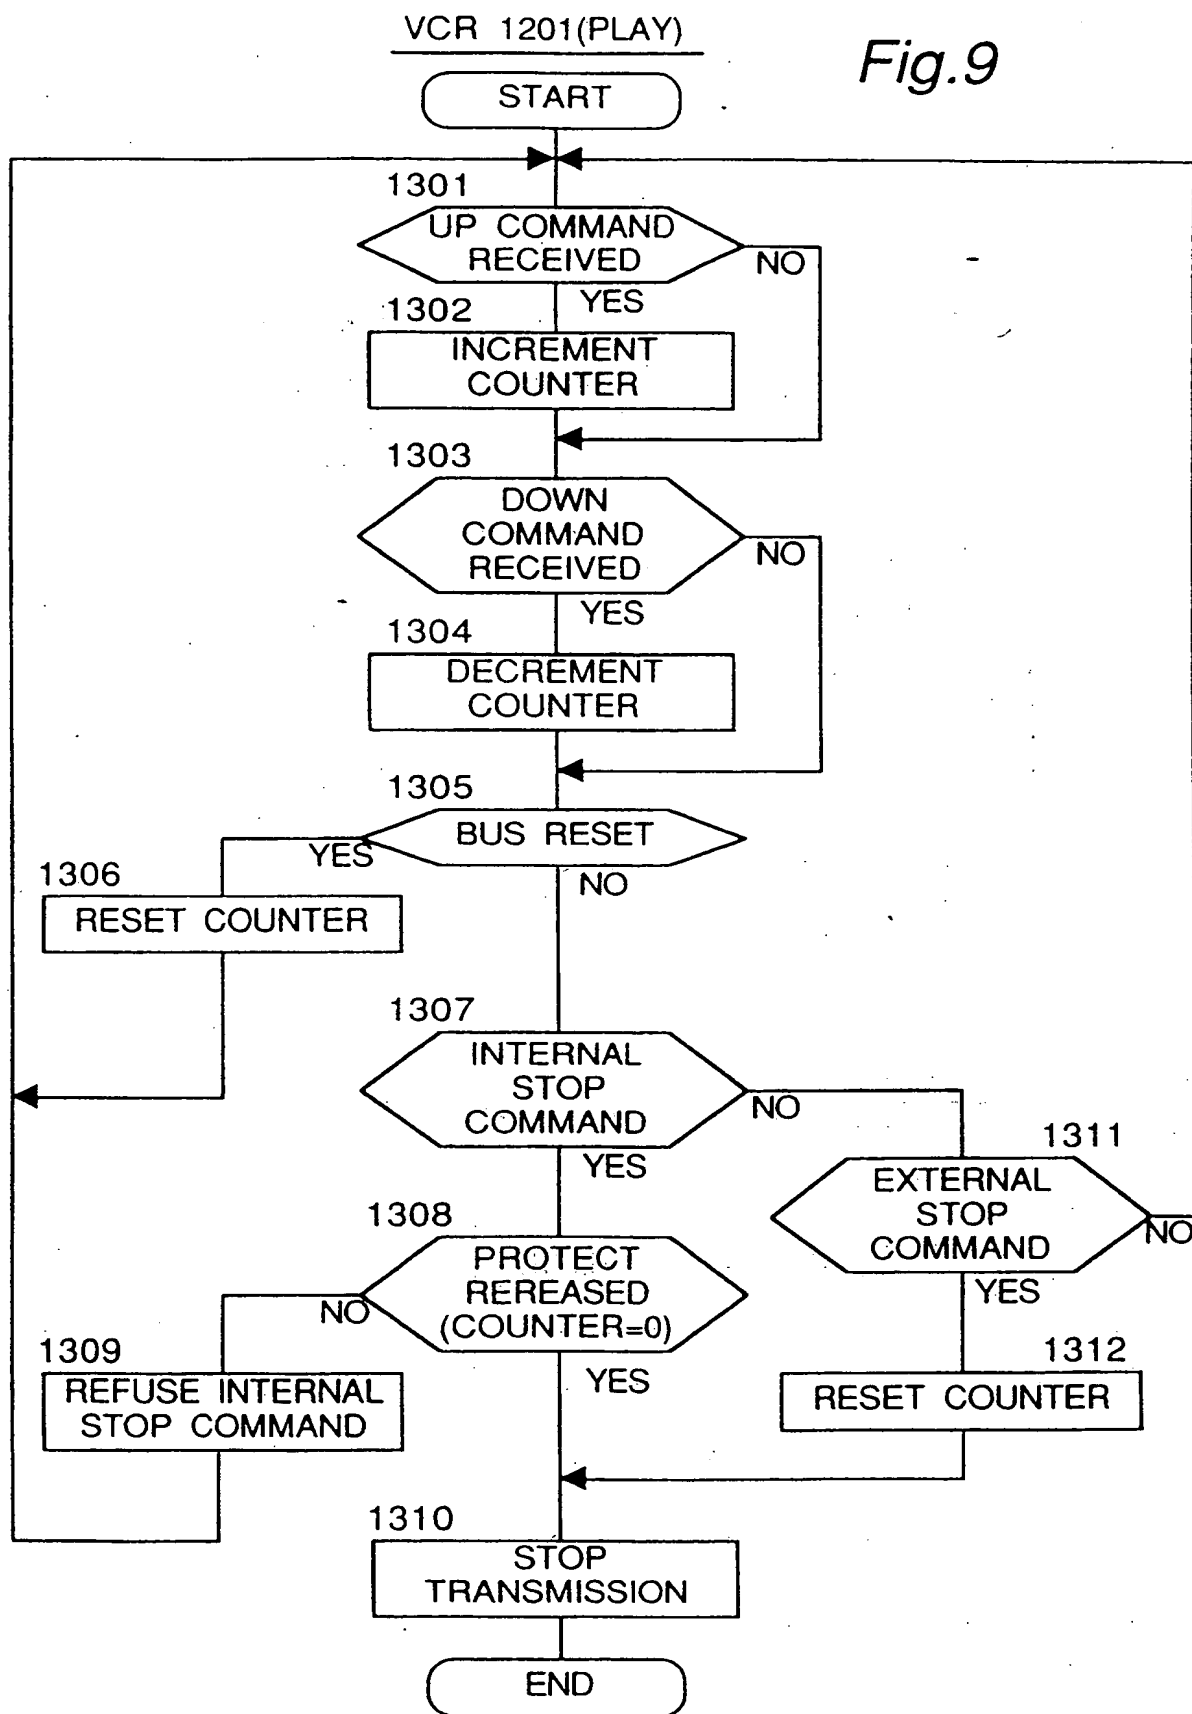 VCR 1201(PLAY)
Fig.9
START
1301
UP COMMAND
RECEIVED
NO
YES
1302
INCREMENT
COUNTER
1303
DOWN
COMMAND
RECEIVED
NO
YES
1304
DECREMENT
COUNTER
1305
BUS RESET
YES
NO
1306
RESET COUNTER
1307
INTERNAL
STOP
COMMAND
NO
YES
1311
EXTERNAL
STOP
COMMAND
NO
YES
1308
PROTECT
REREASED
(COUNTER=0)
NO
YES
1309
REFUSE INTERNAL
STOP COMMAND
1312
RESET COUNTER
1310
STOP
TRANSMISSION
END